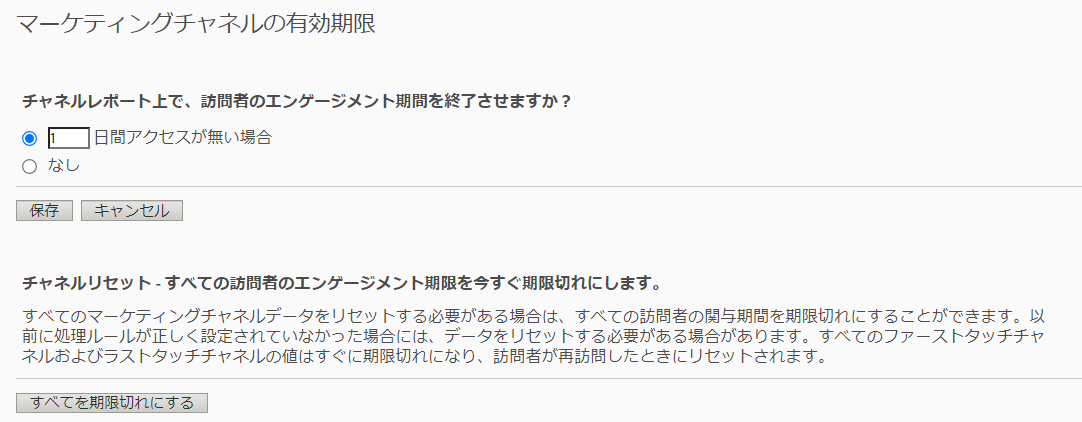 マーケティングチャネルの有効期限
チャネルレポート上で、訪問者のエンゲージメント期間を終了させますか？
1 日間アクセスが無い場合
なし
保存 キャンセル
チャネルリセット - すべての訪問者のエンゲージメント期限を今すぐ期限切れにします。
すべてのマーケティングチャネルデータをリセットする必要がある場合は、すべての訪問者の関与期間を期限切れにすることができます。以
前に処理ルールが正しく設定されていなかった場合には、データをリセットする必要がある場合があります。すべてのファーストタッチチャ
ネルおよびラストタッチチャネルの値はすぐに期限切れになり、訪問者が再訪問したときにリセットされます。
すべてを期限切れにする